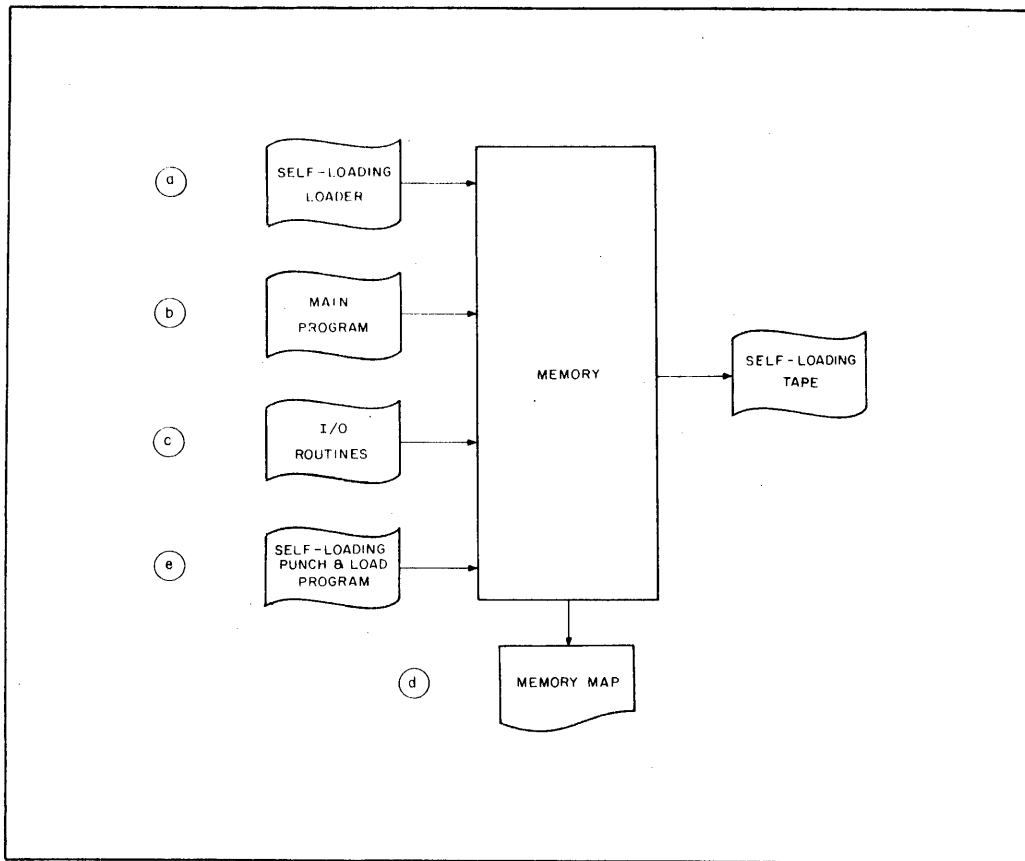 a
SELF-LOADING
LOADER
b
MAIN
PROGRAM
c
I/O
ROUTINES
e
SELF-LOADING
PUNCH & LOAD
PROGRAM
MEMORY
SELF-LOADING
TAPE
d
MEMORY MAP